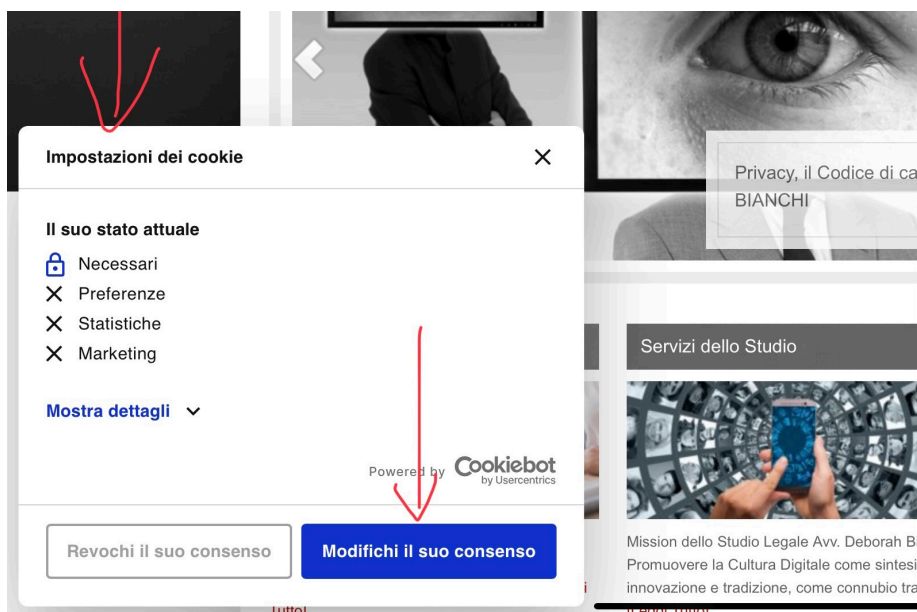 Impostazioni dei cookie
Il suo stato attuale
Necessari
Preferenze
Statistiche
Marketing
Mostra dettagli
Powered by Cookiebot
by Usercentrics
Revochi il suo consenso
Modifichi il suo consenso
Privacy, il Codice di ca
BIANCHI
Servizi dello Studio
Mission dello Studio Legale Avv. Deborah B
Promuovere la Cultura Digitale come sintesi
innovazione e tradizione, come connubio tra